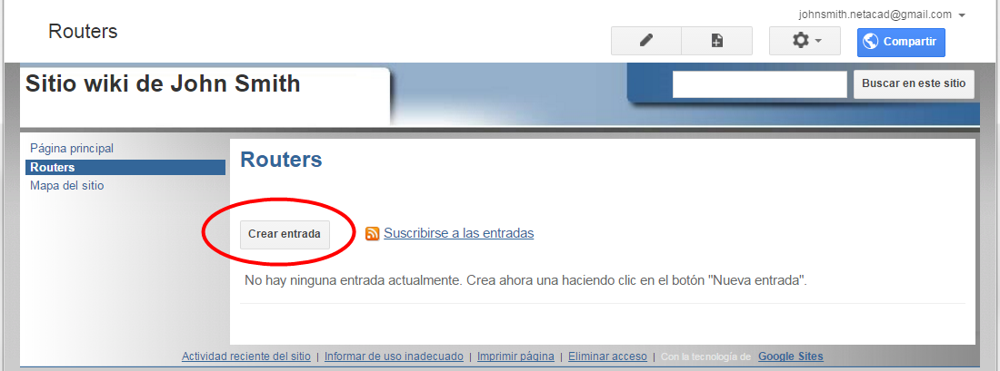 johnsmith.netacad@gmail.com
Routers
Compartir
Sitio wiki de John Smith
Buscar en este sitio
Página principal
Routers
Mapa del sitio
Routers
Crear entrada
Suscribirse a las entradas
No hay ninguna entrada actualmente. Crea ahora una haciendo clic en el botón "Nueva entrada".
Actividad reciente del sitio | Informar de uso inadecuado | Imprimir página | Eliminar acceso | Con la tecnología de Google Sites